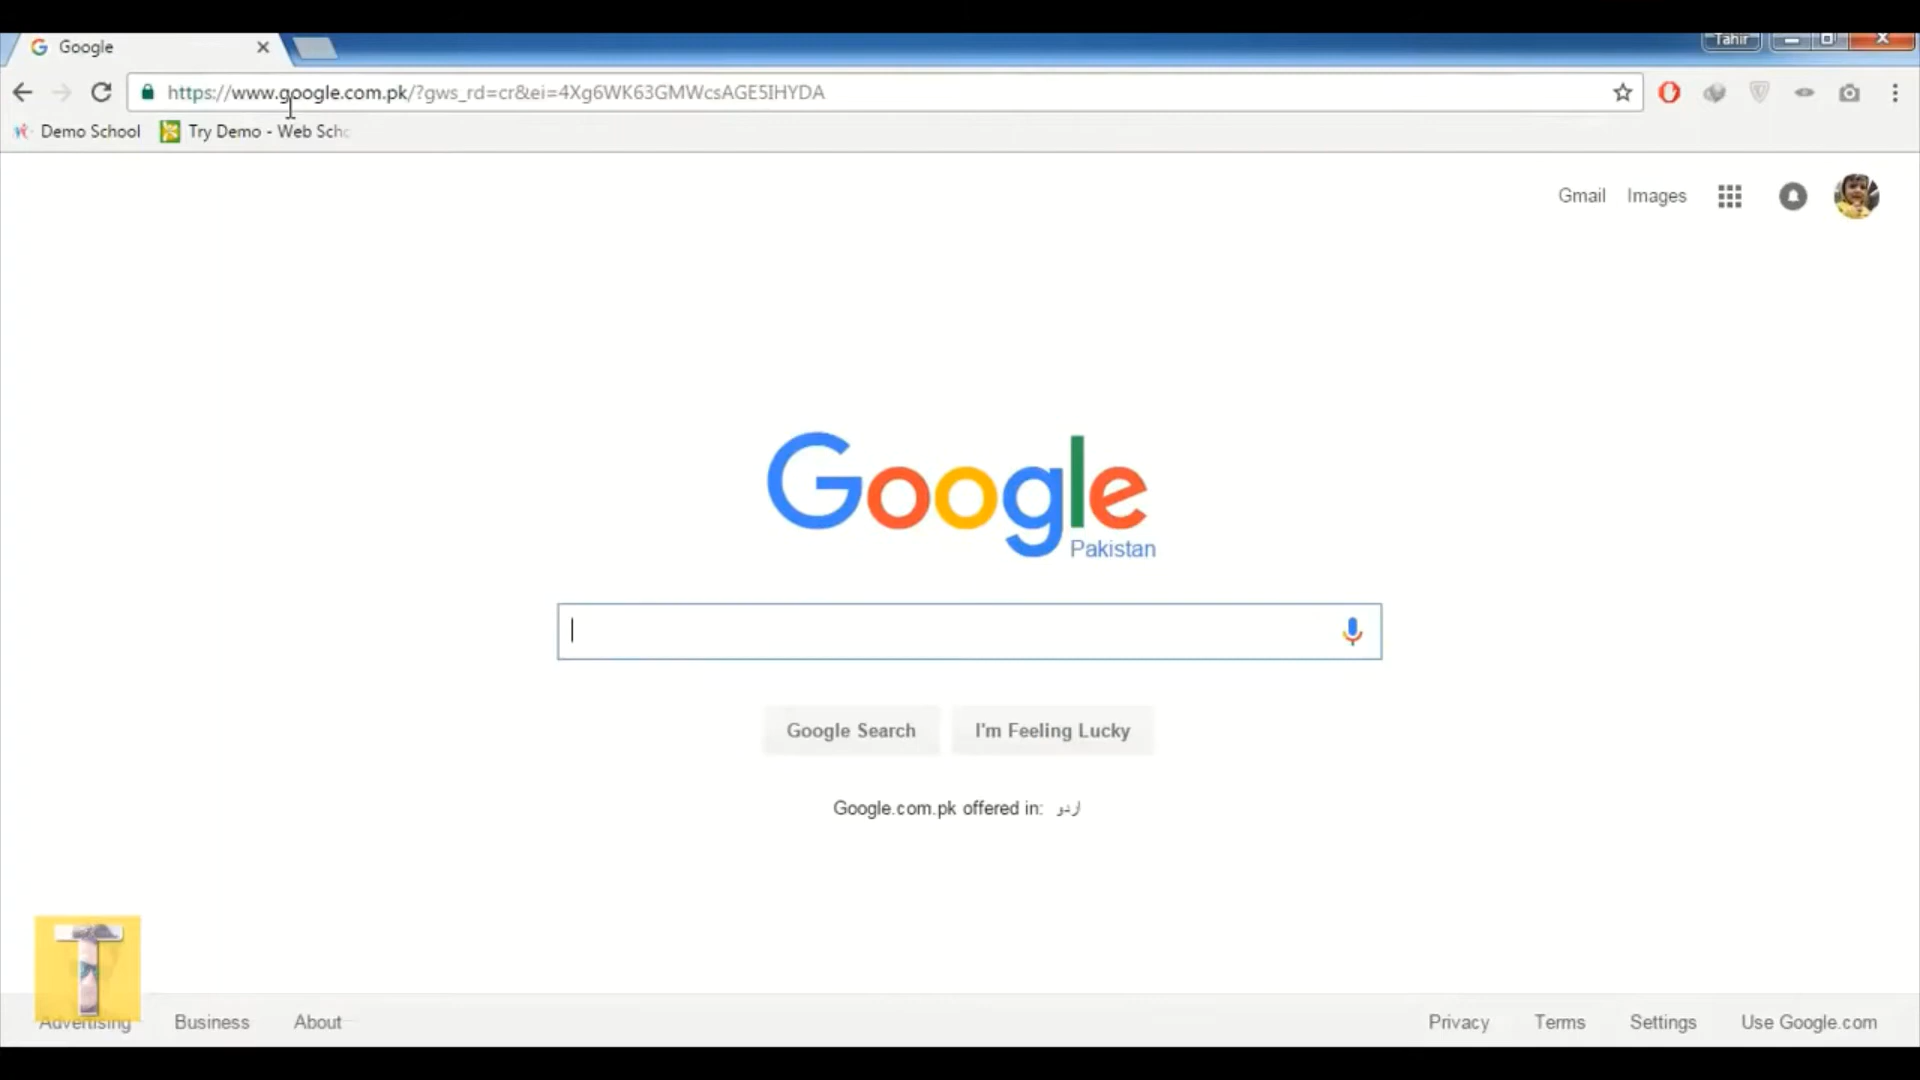 Google
Tahir
https://www.google.com.pk/?gws_rd=cr&ei=4Xg6WK63GMWcsAGE5IHYDA
Demo School
Try Demo - Web Scho
Gmail
Images
Google
Pakistan
Google Search
I'm Feeling Lucky
Google.com.pk offered in: اردو
T
Advertising
Business
About
Privacy
Terms
Settings
Use Google.com